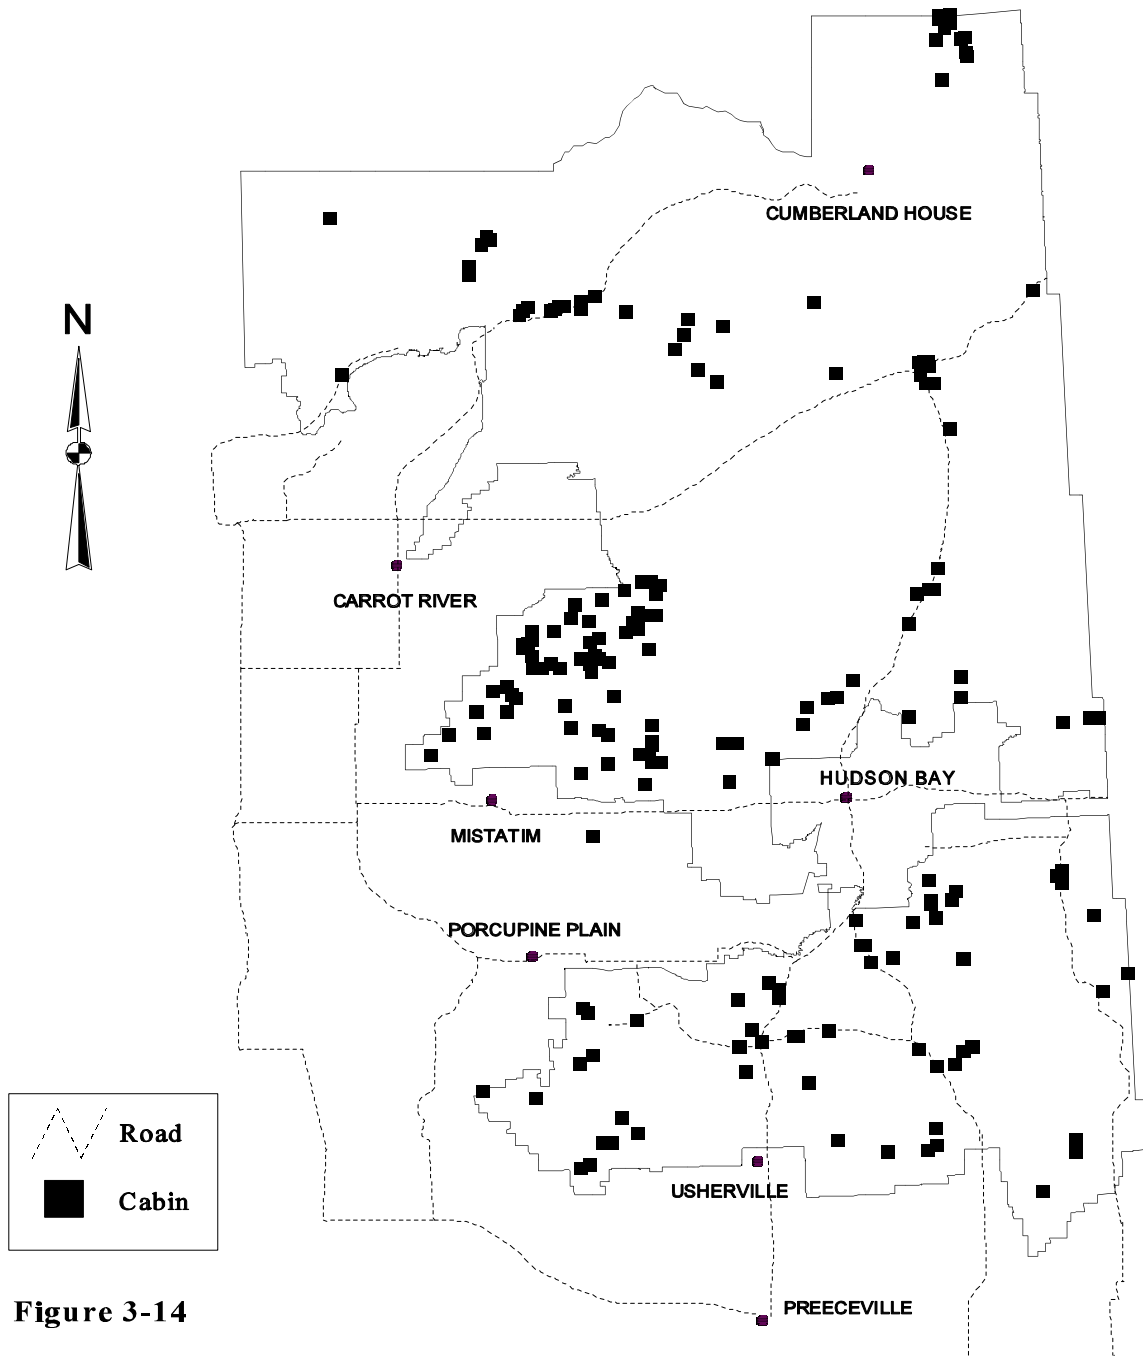 CUMBERLAND HOUSE
N
CARROT RIVER
HUDSON BAY
MISTATIM
PORCUPINE PLAIN
Road
Cabin
USHERVILLE
Figure 3-14
PREECEVILLE